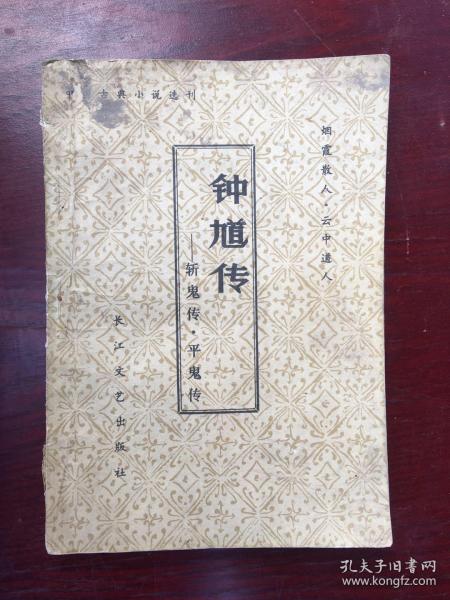 中 古典小说选刊
烟霞散人·云中道人
钟馗传
——斩鬼传·平鬼传
长江文艺出版社
孔夫子旧书网
www.kongfz.com